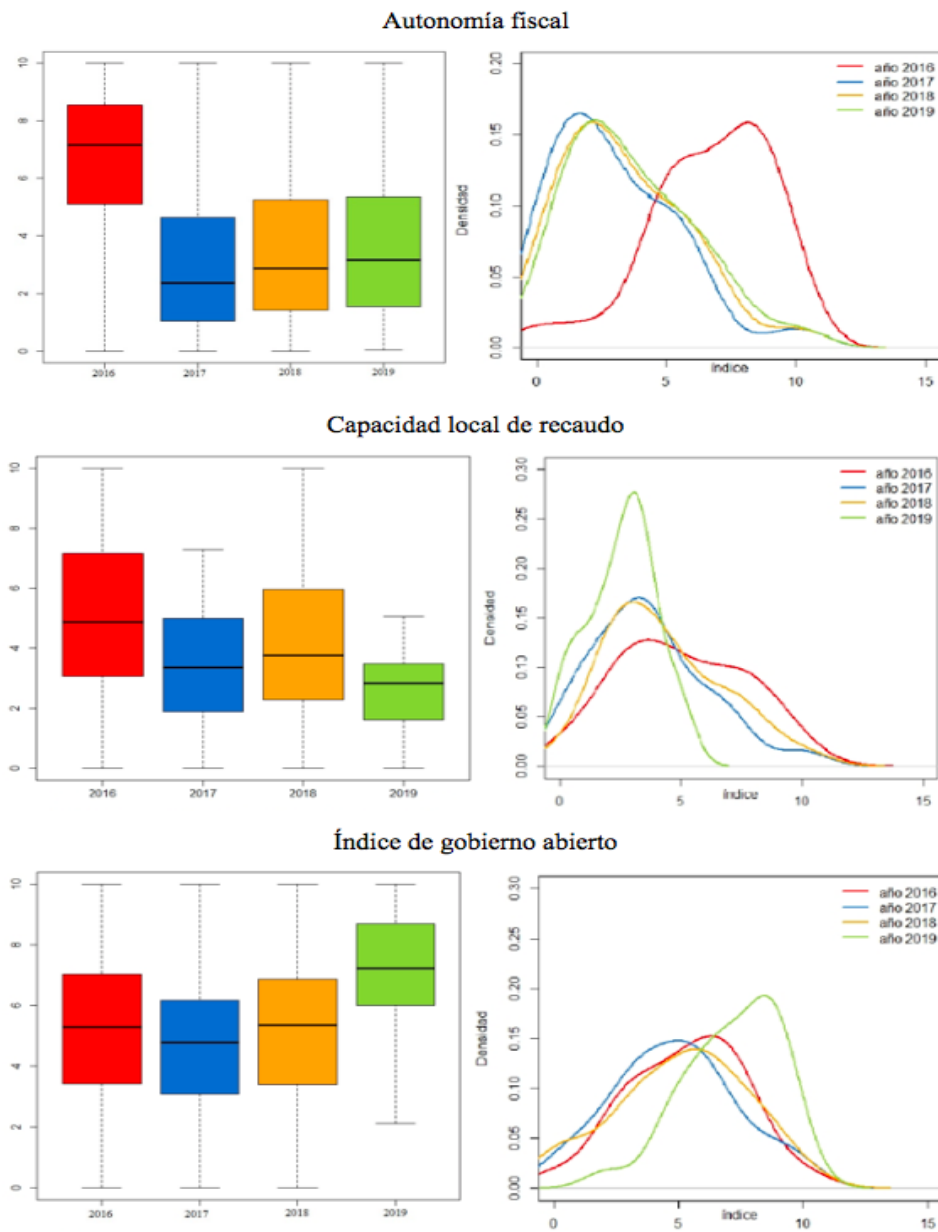 Autonomía fiscal
10
8
6
4
2
0
2016 2017 2018 2019
Densidad
0.20
0.15
0.10
0.05
0.00
0 5 10 15
índice
año 2016
año 2017
año 2018
año 2019
Capacidad local de recaudo
10
8
6
4
2
0
2016 2017 2018 2019
Densidad
0.30
0.25
0.20
0.15
0.10
0.05
0.00
0 5 10 15
índice
año 2016
año 2017
año 2018
año 2019
Índice de gobierno abierto
10
8
6
4
2
0
2016 2017 2018 2019
Densidad
0.30
0.25
0.20
0.15
0.10
0.05
0.00
0 5 10 15
índice
año 2016
año 2017
año 2018
año 2019